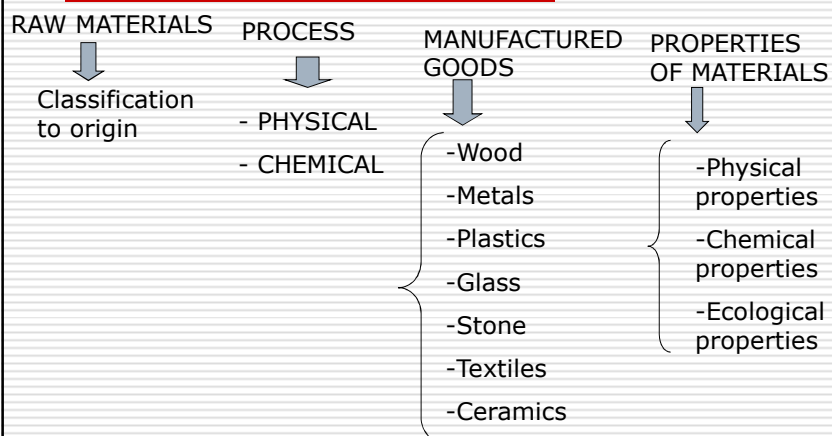 RAW MATERIALS
Classification
to origin
PROCESS
- PHYSICAL
- CHEMICAL
MANUFACTURED
GOODS
-Wood
-Metals
-Plastics
-Glass
-Stone
-Textiles
-Ceramics
PROPERTIES
OF MATERIALS
-Physical
properties
-Chemical
properties
-Ecological
properties